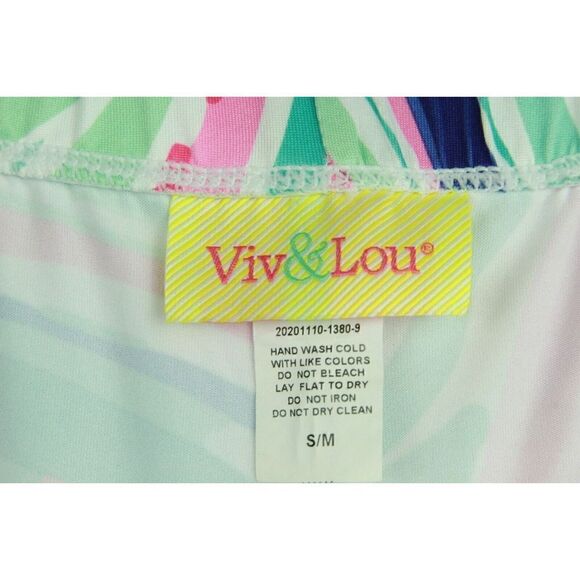 Viv&Lou®
20201110-1380-9
HAND WASH COLD
WITH LIKE COLORS
DO NOT BLEACH
LAY FLAT TO DRY
DO NOT IRON
DO NOT DRY CLEAN
S/M